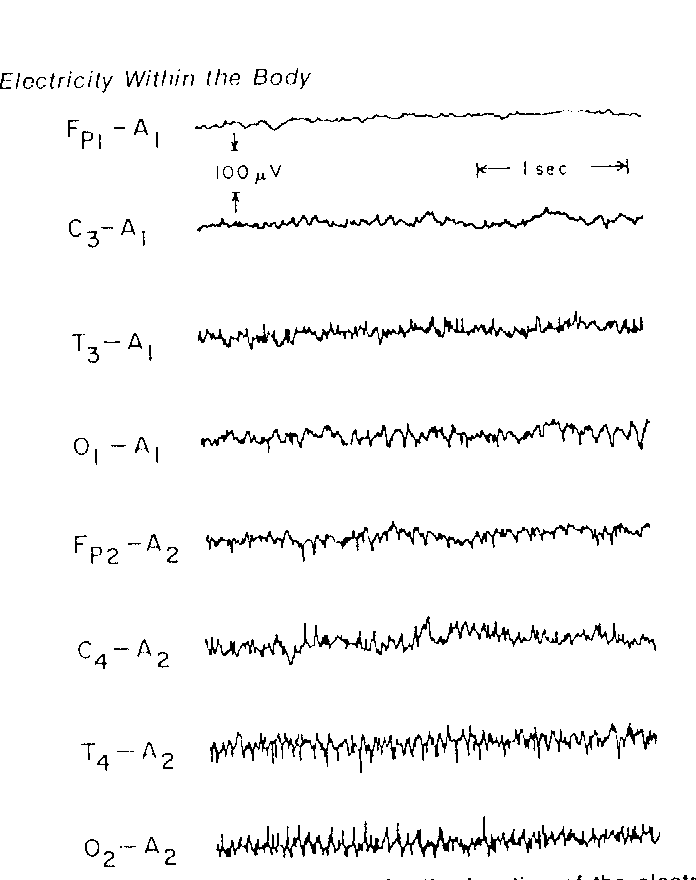 Electricity Within the Body
FP1 – A1
100 μV
1 sec
C3 – A1
T3 – A1
O1 – A1
FP2 – A2
C4 – A2
T4 – A2
O2 – A2